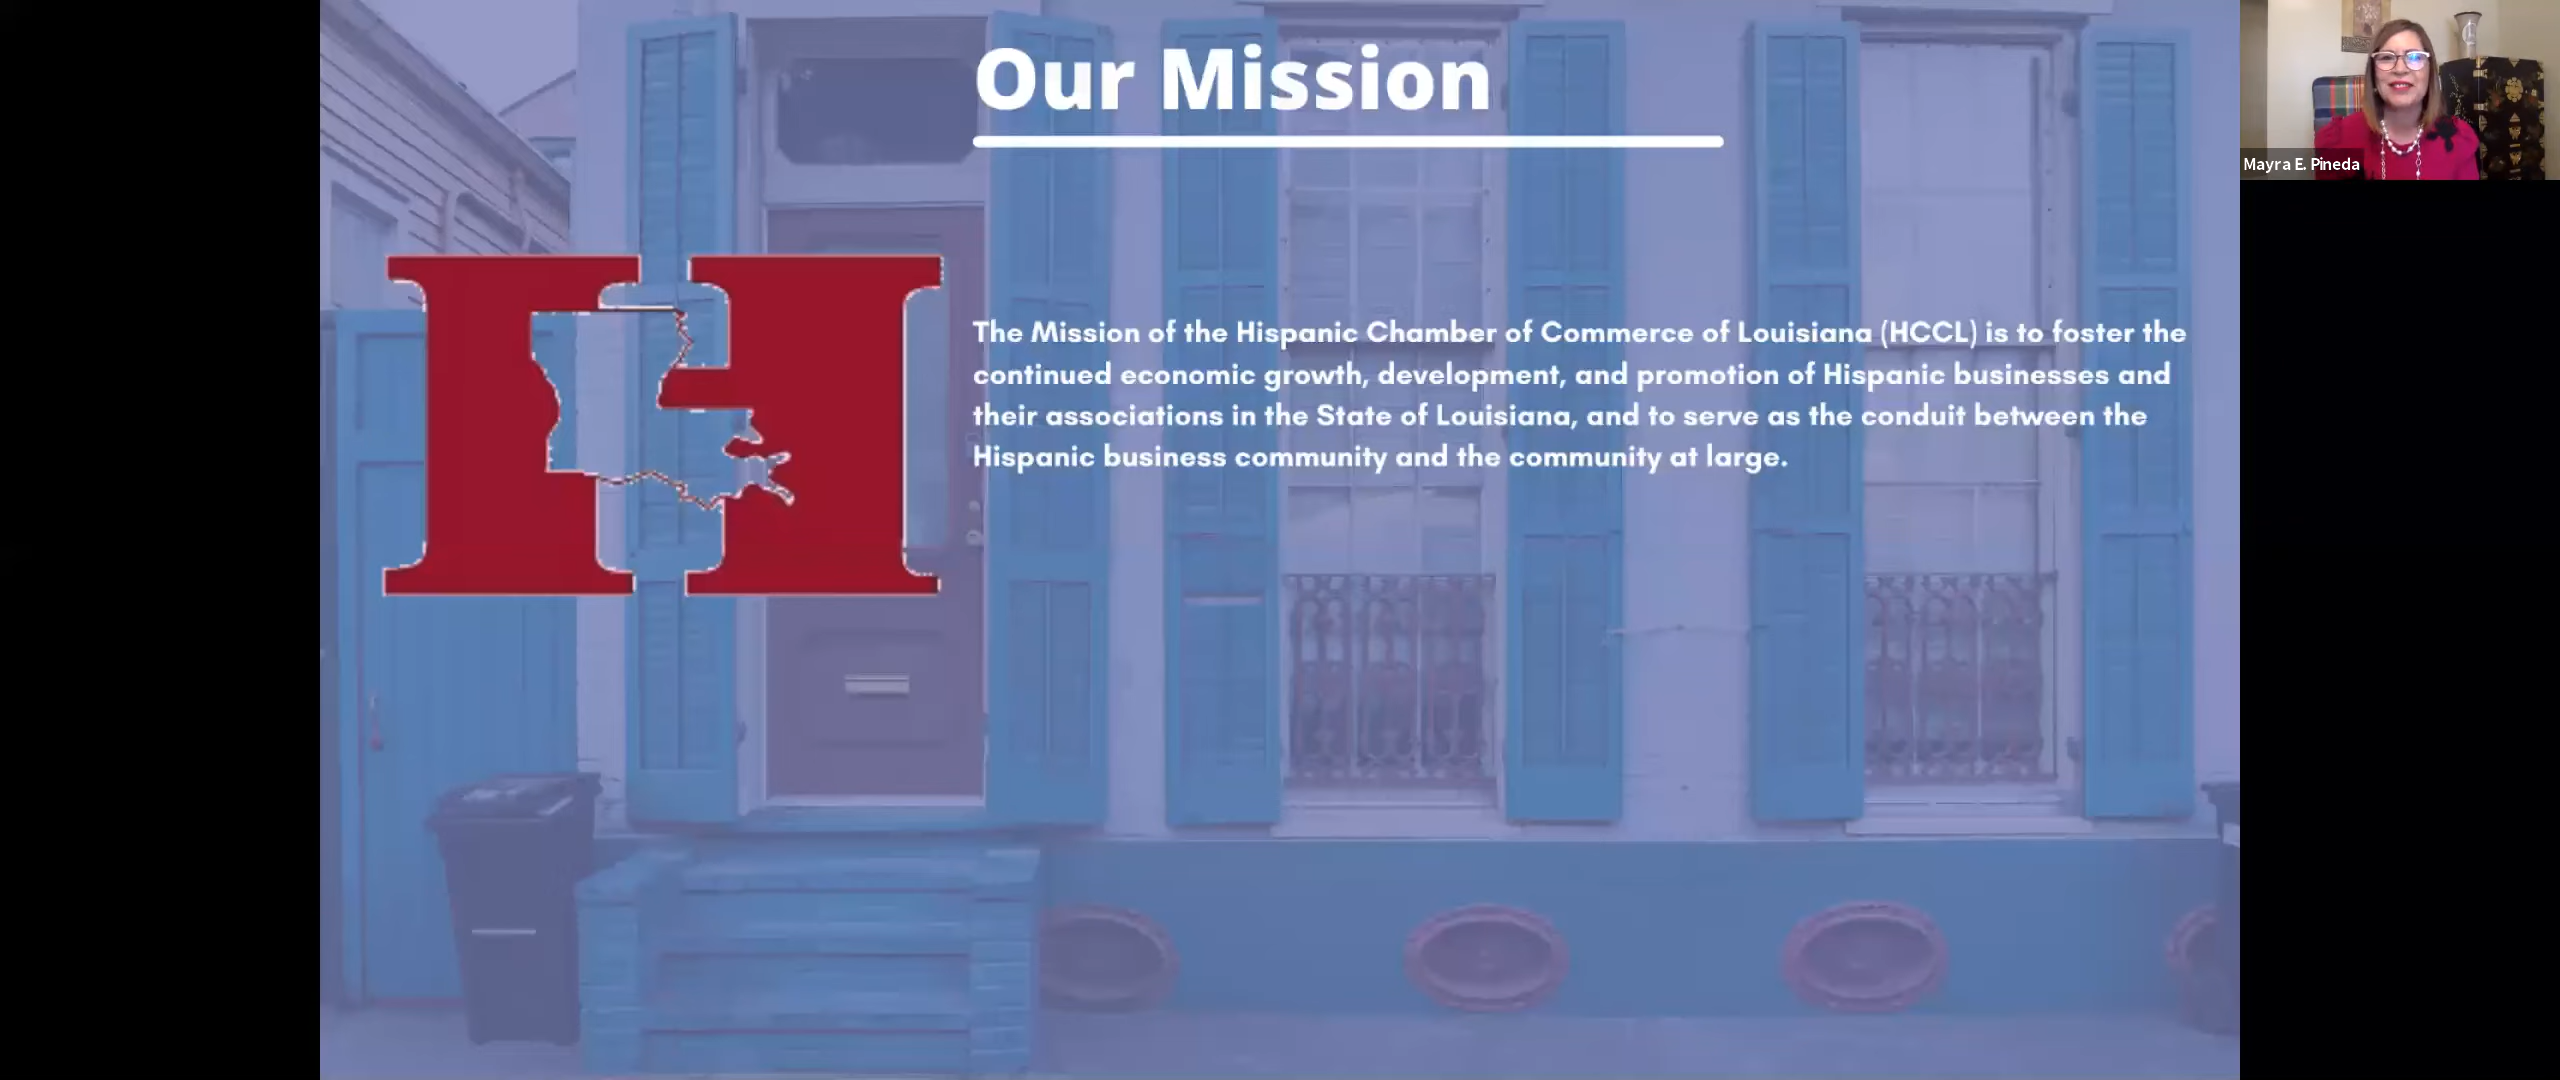 Our Mission
The Mission of the Hispanic Chamber of Commerce of Louisiana (HCCL) is to foster the
continued economic growth, development, and promotion of Hispanic businesses and
their associations in the State of Louisiana, and to serve as the conduit between the
Hispanic business community and the community at large.
Mayra E. Pineda